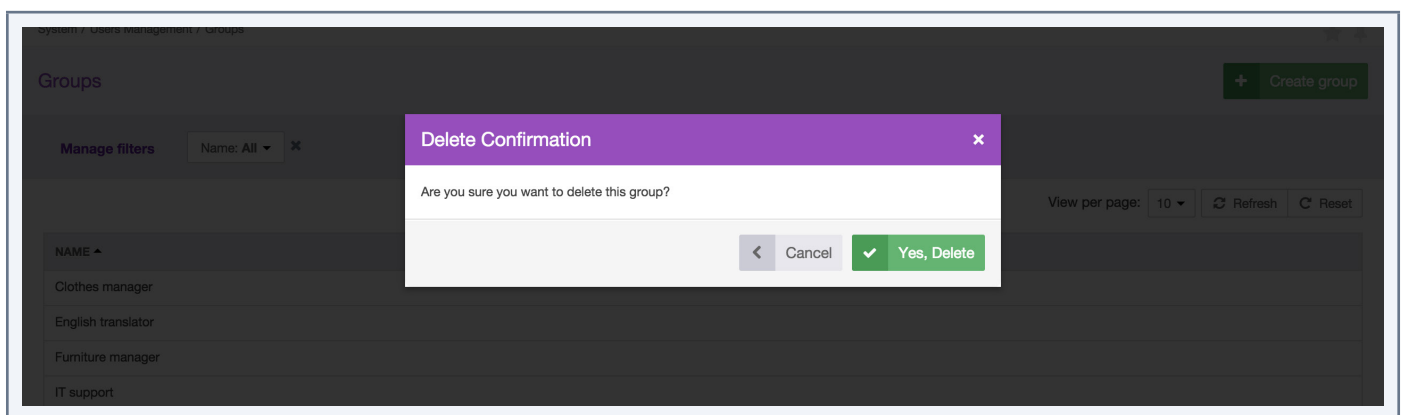 System / Users Management / Groups
Groups
+ Create group
Manage filters Name: All ×
Delete Confirmation ×
Are you sure you want to delete this group?
View per page: 10 Refresh Reset
Cancel Yes, Delete
NAME
Clothes manager
English translator
Furniture manager
IT support